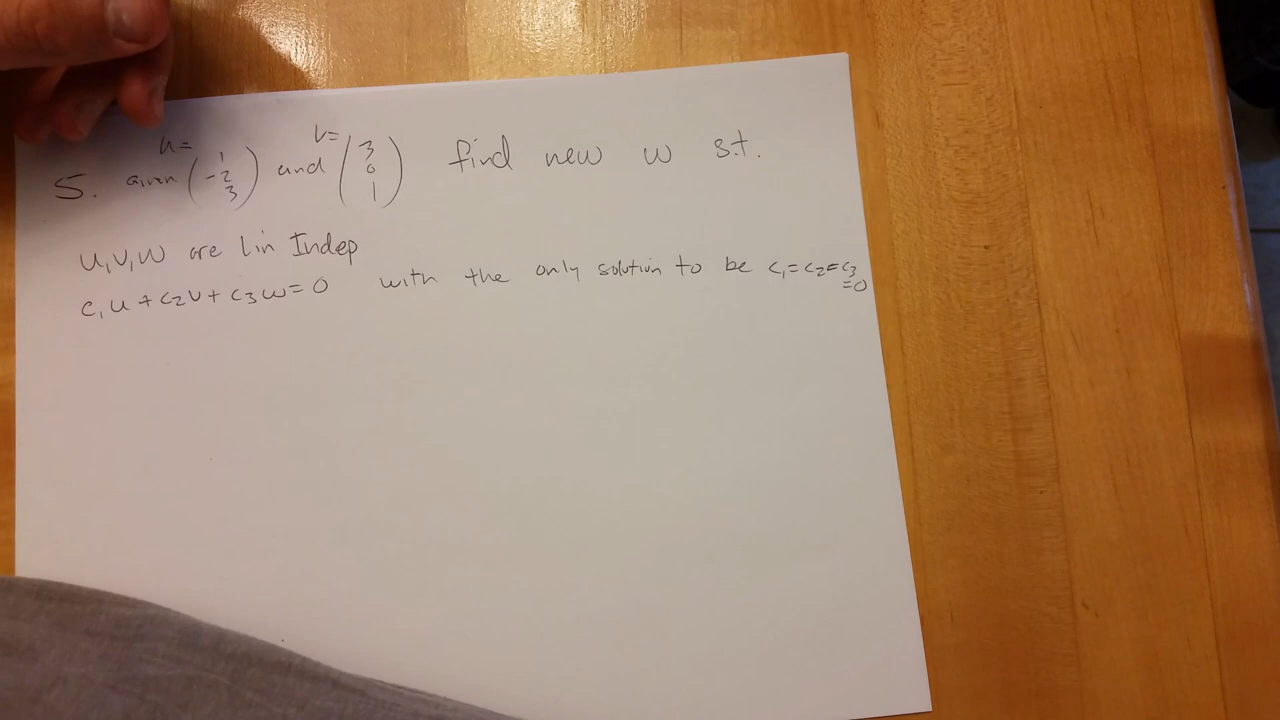 u= v=
5. given (1 -2 3) and (3 0 1) find new w s.t.
u,v,w are lin Indep
c₁u + c₂v + c₃w = 0 with the only solution to be c₁=c₂=c₃
=0